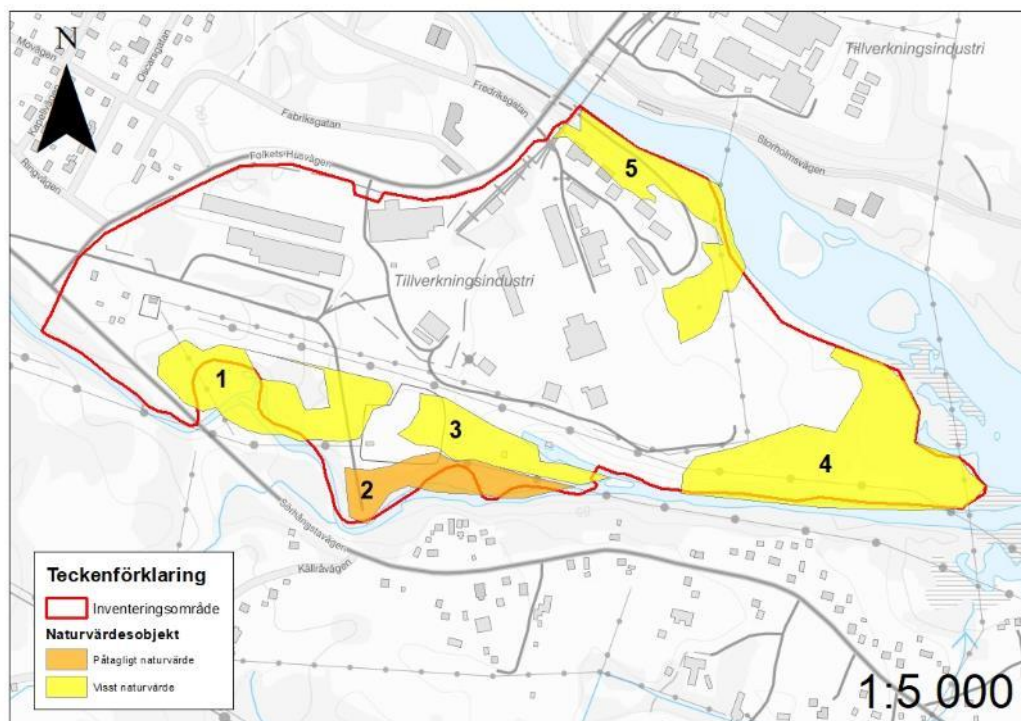 N
Movägen
Oscarsgatan
Kapellvägen
Ringvägen
Fabriksgatan
Fredriksgatan
Folkets Husvägen
Tillverkningsindustri
Storholmsvägen
5
Tillverkningsindustri
1
3
2
4
Källråvägen
Teckenförklaring
Inventeringsområde
Naturvärdesobjekt
Påtagligt naturvärde
Visst naturvärde
1:5 000